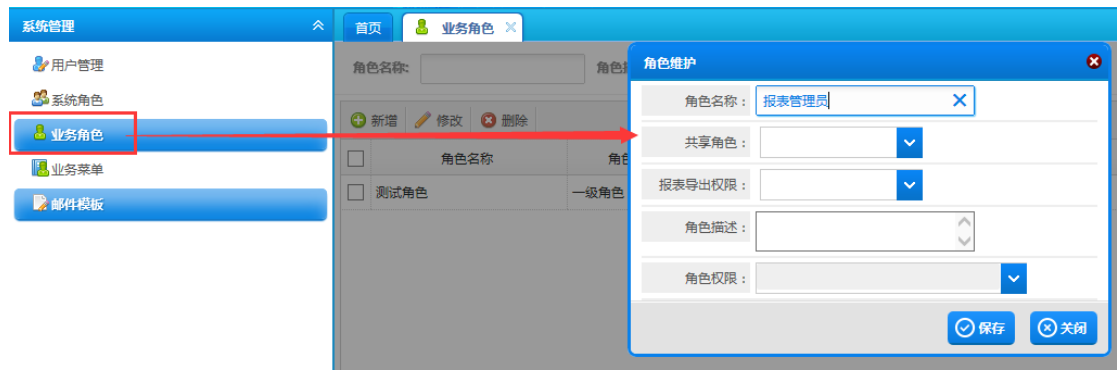 系统管理
用户管理
系统角色
业务角色
业务菜单
邮件模板
首页 业务角色
角色名称:
新增 修改 删除
角色名称
测试角色 一级角色
角色维护
角色名称： 报表管理员
共享角色：
报表导出权限：
角色描述：
角色权限：
保存 关闭